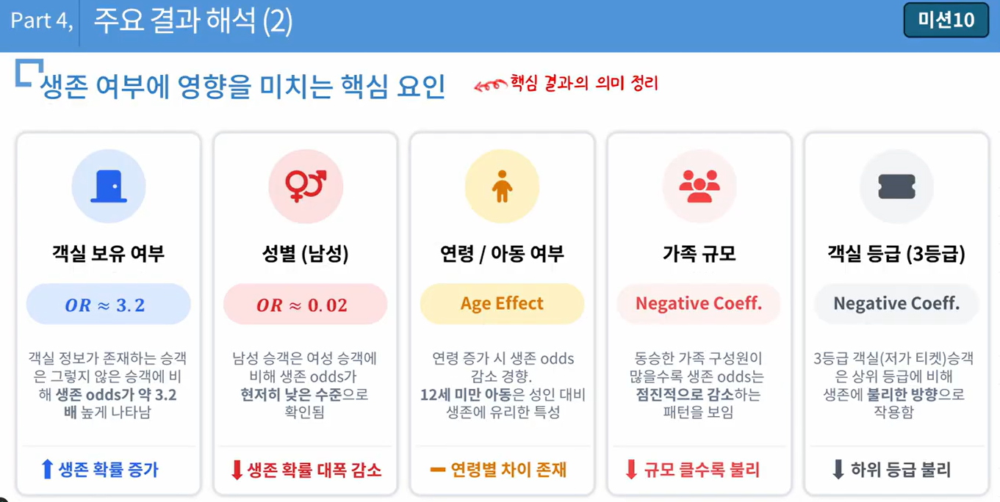 Part 4, 주요 결과 해석 (2)
미션10
생존 여부에 영향을 미치는 핵심 요인
핵심 결과의 의미 정리
객실 보유 여부
OR ≈ 3.2
객실 정보가 존재하는 승객
은 그렇지 않은 승객에 비
해 생존 odds가 약 3.2
배 높게 나타남
생존 확률 증가
성별 (남성)
OR ≈ 0.02
남성 승객은 여성 승객에
비해 생존 odds가
현저히 낮은 수준으로
확인됨
생존 확률 대폭 감소
연령 / 아동 여부
Age Effect
연령 증가 시 생존 odds
감소 경향.
12세 미만 아동은 성인 대비
생존에 유리한 특성
연령별 차이 존재
가족 규모
Negative Coeff.
동승한 가족 구성원이
많을수록 생존 odds는
점진적으로 감소하는
패턴을 보임
규모 클수록 불리
객실 등급 (3등급)
Negative Coeff.
3등급 객실(저가 티켓)승객
은 상위 등급에 비해
생존에 불리한 방향으로
작용함
하위 등급 불리